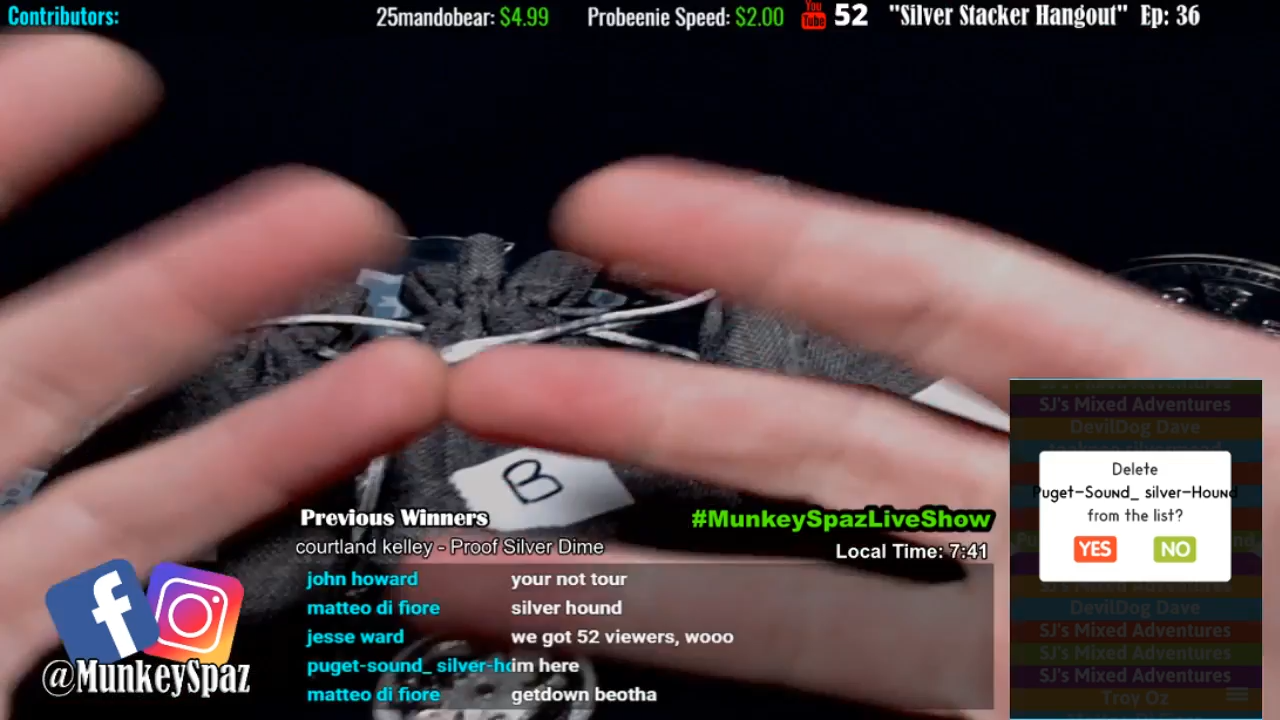 Contributors: 25mandobear: $4.99 Probeenie Speed: $2.00 You Tube 52 "Silver Stacker Hangout" Ep: 36
B
Previous Winners
courtland kelley - Proof Silver Dime
#MunkeySpazLiveShow
Local Time: 7:41
john howard your not tour
matteo di fiore silver hound
jesse ward we got 52 viewers, wooo
puget-sound_ silver-ho im here
matteo di fiore getdown beotha
@MunkeySpaz
SJ's Mixed Adventures
DevilDog Dave
Delete
Puget-Sound_ silver-Hound
from the list?
YES NO
DevilDog Dave
SJ's Mixed Adventures
SJ's Mixed Adventures
SJ's Mixed Adventures
Troy Oz